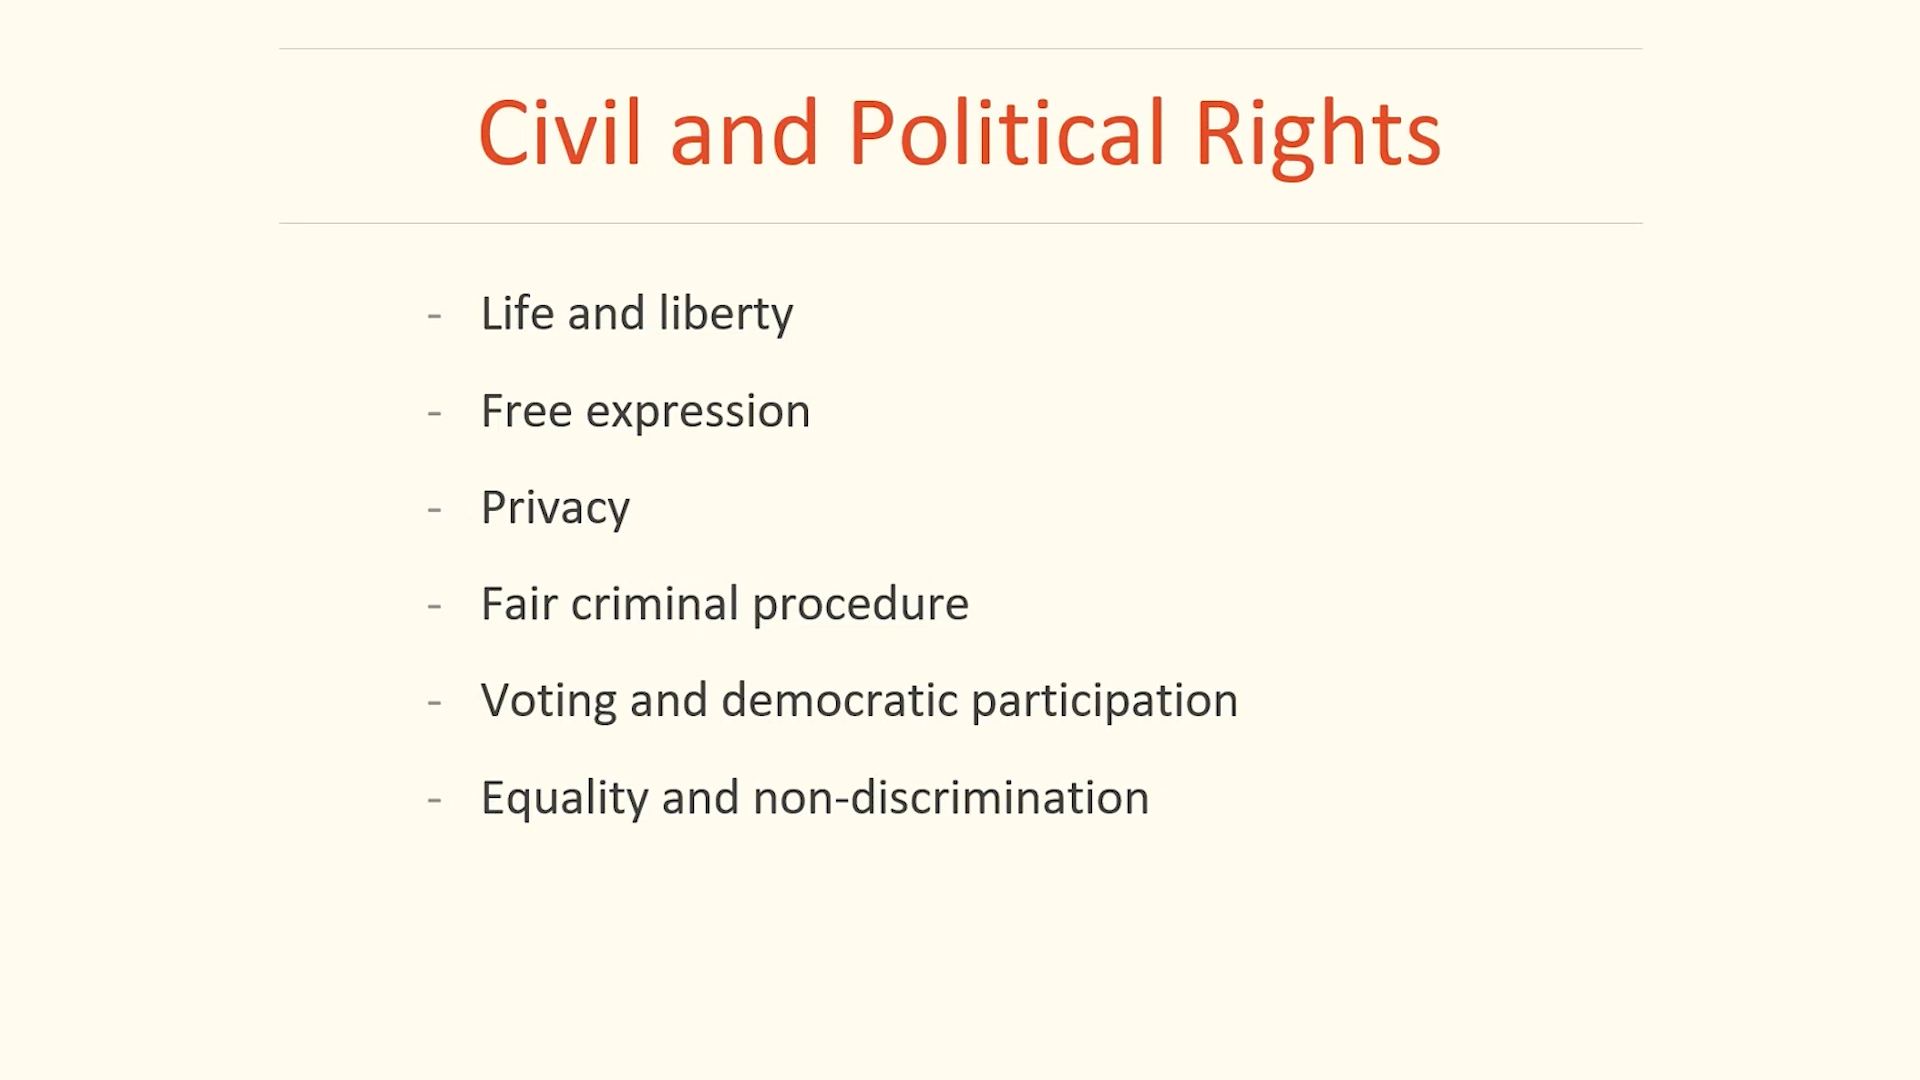 Civil and Political Rights
- Life and liberty
- Free expression
- Privacy
- Fair criminal procedure
- Voting and democratic participation
- Equality and non-discrimination